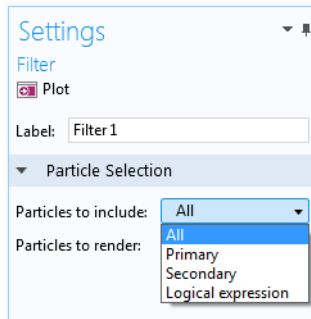 Settings
Filter
Plot
Label: Filter 1
Particle Selection
Particles to include: All
Particles to render: All
Primary
Secondary
Logical expression